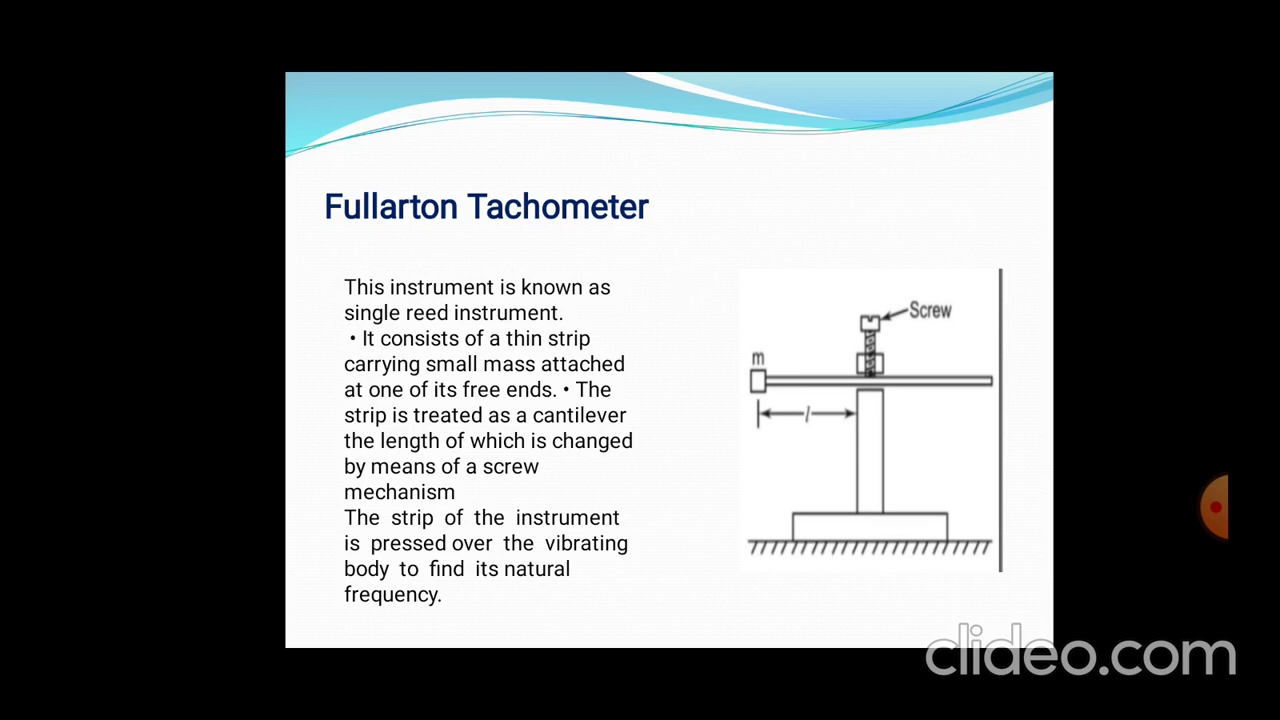 Fullarton Tachometer
This instrument is known as
single reed instrument.
• It consists of a thin strip
carrying small mass attached
at one of its free ends. • The
strip is treated as a cantilever
the length of which is changed
by means of a screw
mechanism
The strip of the instrument
is pressed over the vibrating
body to find its natural
frequency.
Screw
m
l
clideo.com